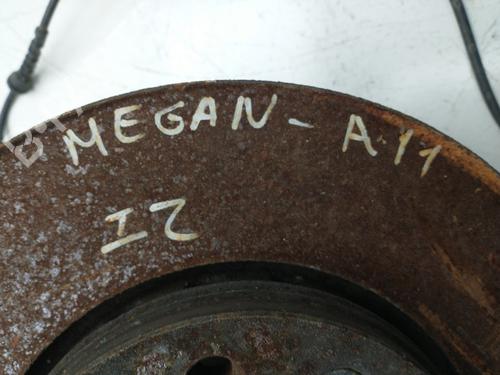 MEGAN - A11
IZ